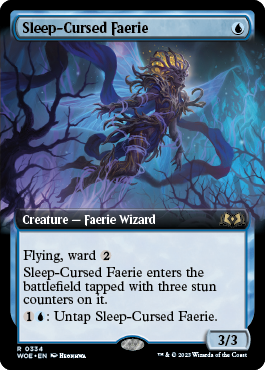 Sleep-Cursed Faerie
Creature — Faerie Wizard
Flying, ward 2
Sleep-Cursed Faerie enters the
battlefield tapped with three stun
counters on it.
1 : Untap Sleep-Cursed Faerie.
3/3
R 0334
WOE • EN HEONHWA
™ & © 2023 Wizards of the Coast